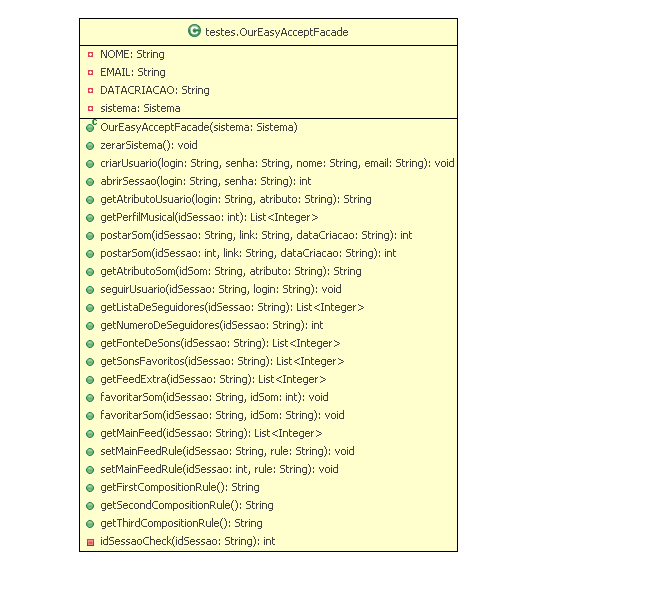 C testes.OurEasyAcceptFacade
NOME: String
EMAIL: String
DATACRIACAO: String
sistema: Sistema
C OurEasyAcceptFacade(sistema: Sistema)
zerarSistema(): void
criarUsuario(login: String, senha: String, nome: String, email: String): void
abrirSessao(login: String, senha: String): int
getAtributoUsuario(login: String, atributo: String): String
getPerfilMusical(idSessao: int): List<Integer>
postarSom(idSessao: String, link: String, dataCriacao: String): int
postarSom(idSessao: int, link: String, dataCriacao: String): int
getAtributoSom(idSom: String, atributo: String): String
seguirUsuario(idSessao: String, login: String): void
getListaDeSeguidores(idSessao: String): List<Integer>
getNumeroDeSeguidores(idSessao: String): int
getFonteDeSons(idSessao: String): List<Integer>
getSonsFavoritos(idSessao: String): List<Integer>
getFeedExtra(idSessao: String): List<Integer>
favoritarSom(idSessao: String, idSom: int): void
favoritarSom(idSessao: String, idSom: String): void
getMainFeed(idSessao: String): List<Integer>
setMainFeedRule(idSessao: String, rule: String): void
setMainFeedRule(idSessao: int, rule: String): void
getFirstCompositionRule(): String
getSecondCompositionRule(): String
getThirdCompositionRule(): String
idSessaoCheck(idSessao: String): int